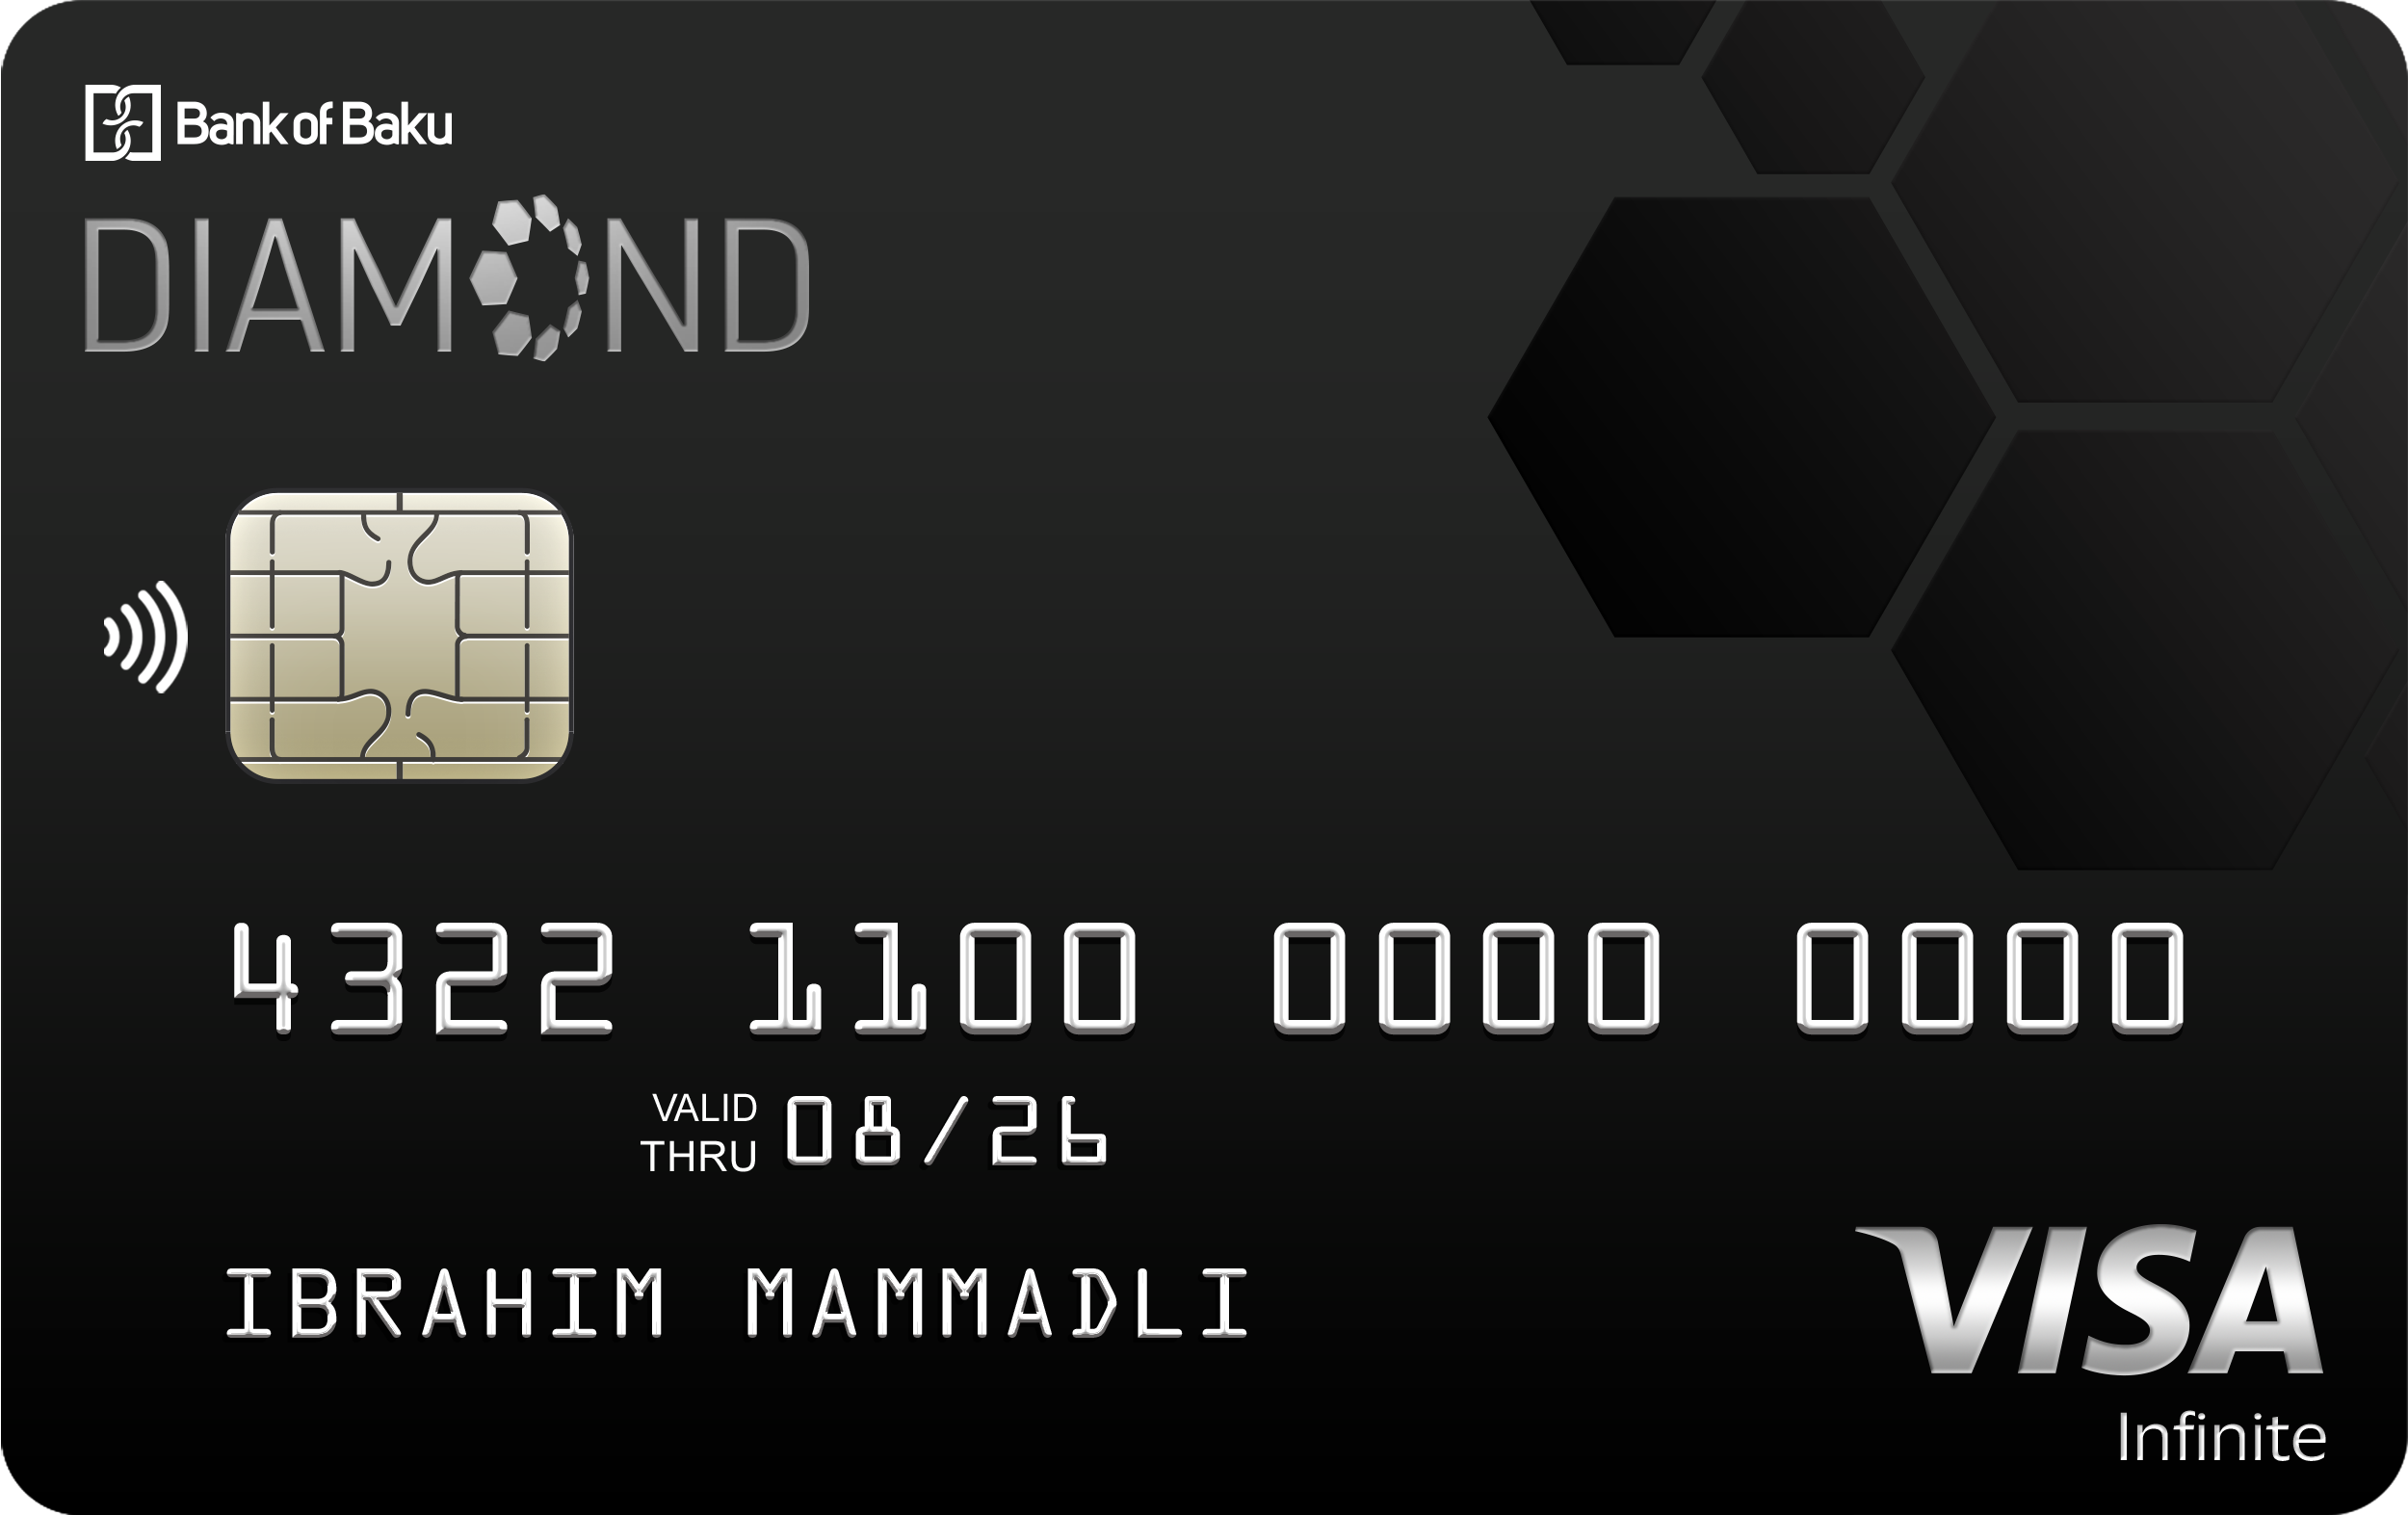 Bank of Baku
DIAMOND
4322 1100 0000 0000
VALID THRU 08/26
IBRAHIM MAMMADLI
VISA
Infinite